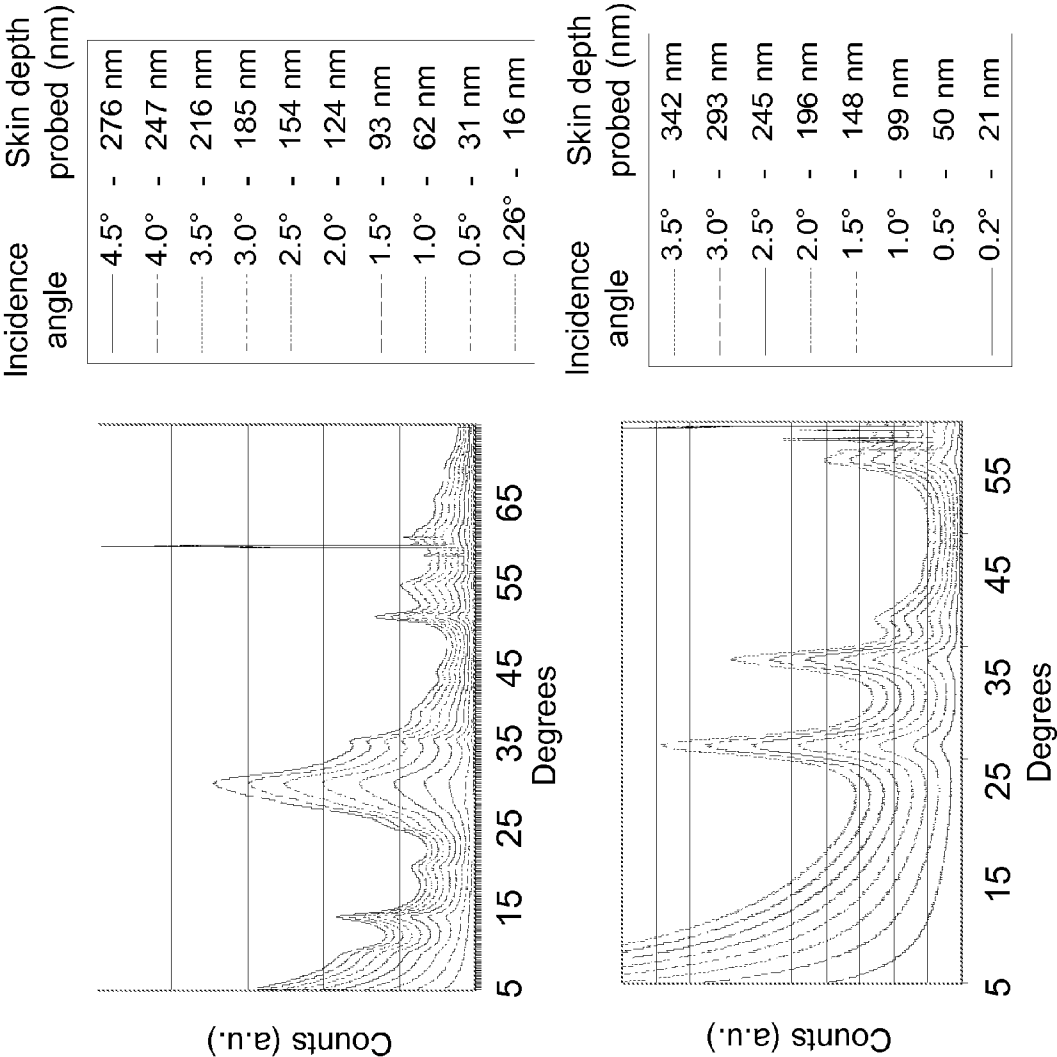 Counts (a.u.)
5 15 25 35 45 55 65
Degrees
Incidence angle
Skin depth probed (nm)
4.5° - 276 nm
4.0° - 247 nm
3.5° - 216 nm
3.0° - 185 nm
2.5° - 154 nm
2.0° - 124 nm
1.5° - 93 nm
1.0° - 62 nm
0.5° - 31 nm
0.26° - 16 nm
Counts (a.u.)
5 15 25 35 45 55
Degrees
Incidence angle
Skin depth probed (nm)
3.5° - 342 nm
3.0° - 293 nm
2.5° - 245 nm
2.0° - 196 nm
1.5° - 148 nm
1.0° - 99 nm
0.5° - 50 nm
0.2° - 21 nm